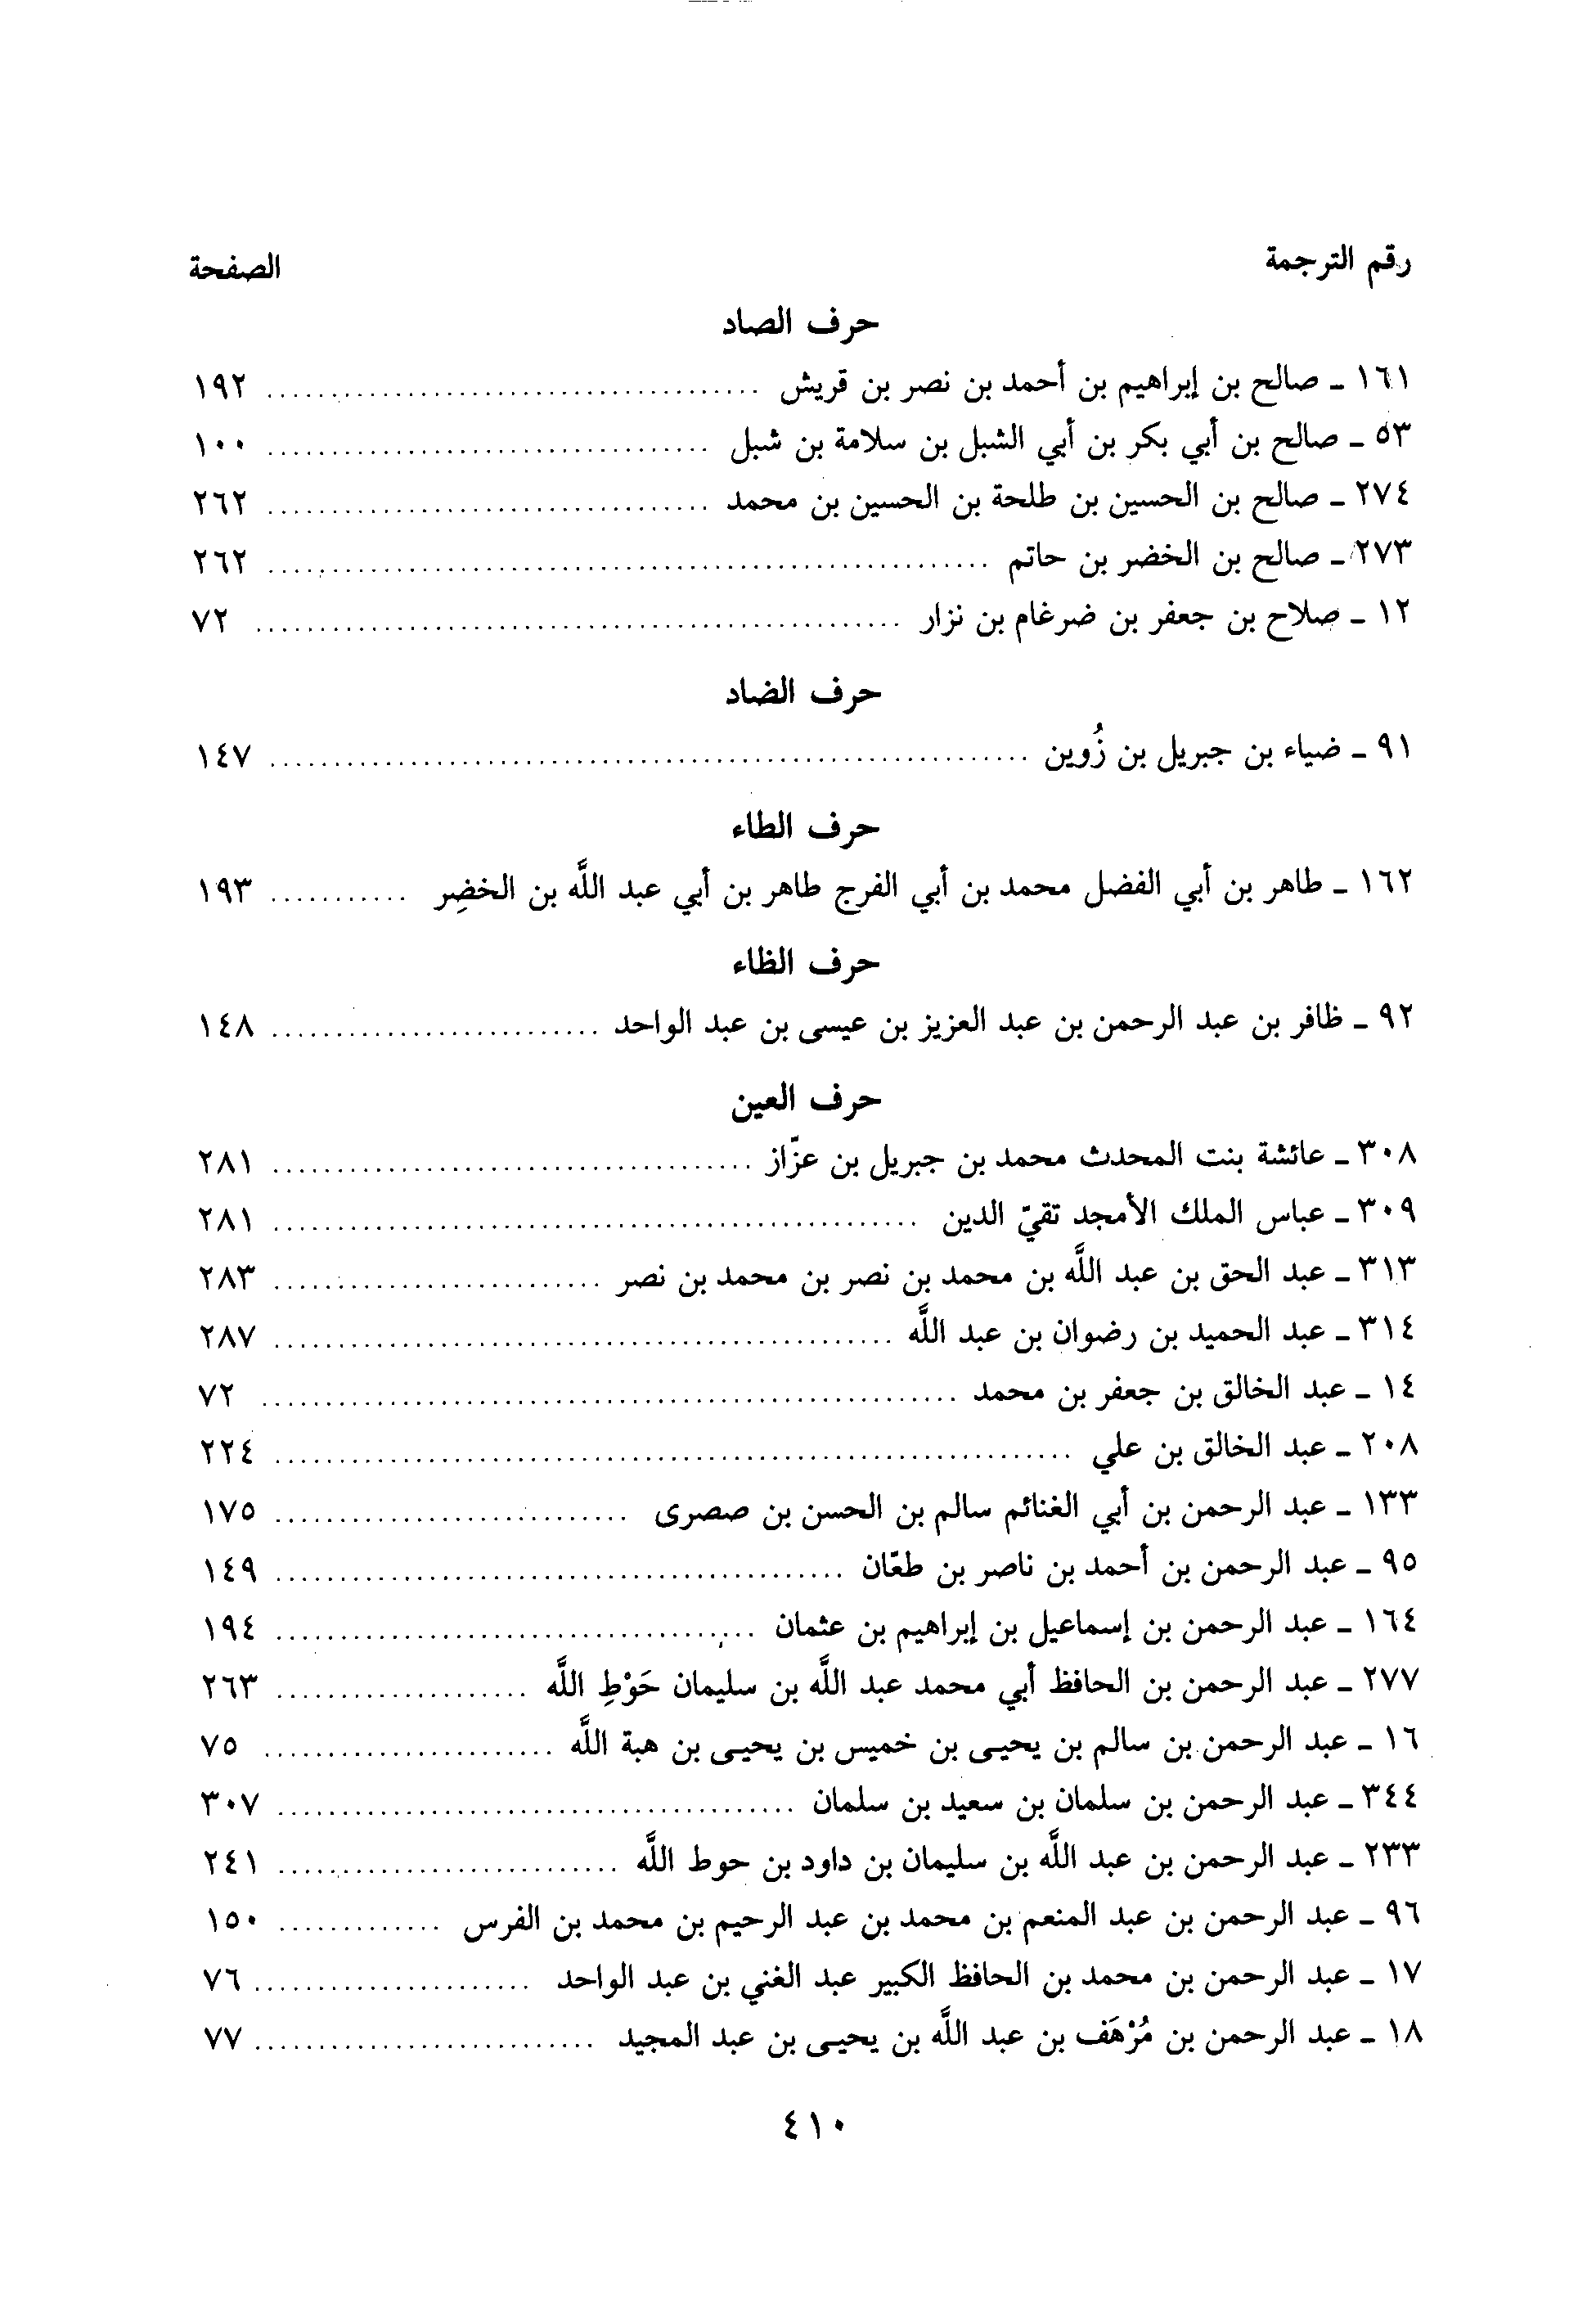 رقم الترجمة الصفحة
حرف الصاد
١٦١ ـ صالح بن إبراهيم بن أحمد بن نصر بن قريش ........ ١٩٢
٥٣ ـ صالح بن أبي بكر بن أبي الشبل بن سلامة بن شبل ........ ١٠٠
٢٧٤ ـ صالح بن الحسين بن طلحة بن الحسين بن محمد ........ ٢٦٢
٢٧٣ ـ صالح بن الخضر بن حاتم ........ ٢٦٢
١٢ ـ صلاح بن جعفر بن ضرغام بن نزار ........ ٧٢
حرف الضاد
٩١ ـ ضياء بن جبريل بن زُوين ........ ١٤٧
حرف الطاء
١٦٢ ـ طاهر بن أبي الفضل محمد بن أبي الفرج طاهر بن أبي عبد اللَّه بن الخضِر ........ ١٩٣
حرف الظاء
٩٢ ـ ظافر بن عبد الرحمن بن عبد العزيز بن عيسى بن عبد الواحد ........ ١٤٨
حرف العين
٣٠٨ ـ عائشة بنت المحدث محمد بن جبريل بن عزّاز ........ ٢٨١
٣٠٩ ـ عباس الملك الأمجد تقيّ الدين ........ ٢٨١
٣١٣ ـ عبد الحق بن عبد اللَّه بن محمد بن نصر بن محمد بن نصر ........ ٢٨٣
٣١٤ ـ عبد الحميد بن رضوان بن عبد اللَّه ........ ٢٨٧
١٤ ـ عبد الخالق بن جعفر بن محمد ........ ٧٢
٢٠٨ ـ عبد الخالق بن علي ........ ٢٢٤
١٣٣ ـ عبد الرحمن بن أبي الغنائم سالم بن الحسن بن صصرى ........ ١٧٥
٩٥ ـ عبد الرحمن بن أحمد بن ناصر بن طعّان ........ ١٤٩
١٦٤ ـ عبد الرحمن بن إسماعيل بن إبراهيم بن عثمان ........ ١٩٤
٢٧٧ ـ عبد الرحمن بن الحافظ أبي محمد عبد اللَّه بن سليمان حَوْطِ اللَّه ........ ٢٦٣
١٦ ـ عبد الرحمن بن سالم بن يحيـى بن خميس بن يحيـى بن هبة اللَّه ........ ٧٥
٣٤٤ ـ عبد الرحمن بن سلمان بن سعيد بن سلمان ........ ٣٠٧
٢٣٣ ـ عبد الرحمن بن عبد اللَّه بن سليمان بن داود بن حوط اللَّه ........ ٢٤١
٩٦ ـ عبد الرحمن بن عبد المنعم بن محمد بن عبد الرحيم بن محمد بن الفرس ........ ١٥٠
١٧ ـ عبد الرحمن بن محمد بن الحافظ الكبير عبد الغني بن عبد الواحد ........ ٧٦
١٨ ـ عبد الرحمن بن مُرْهَف بن عبد اللَّه بن يحيـى بن عبد المجيد ........ ٧٧
٤١٠